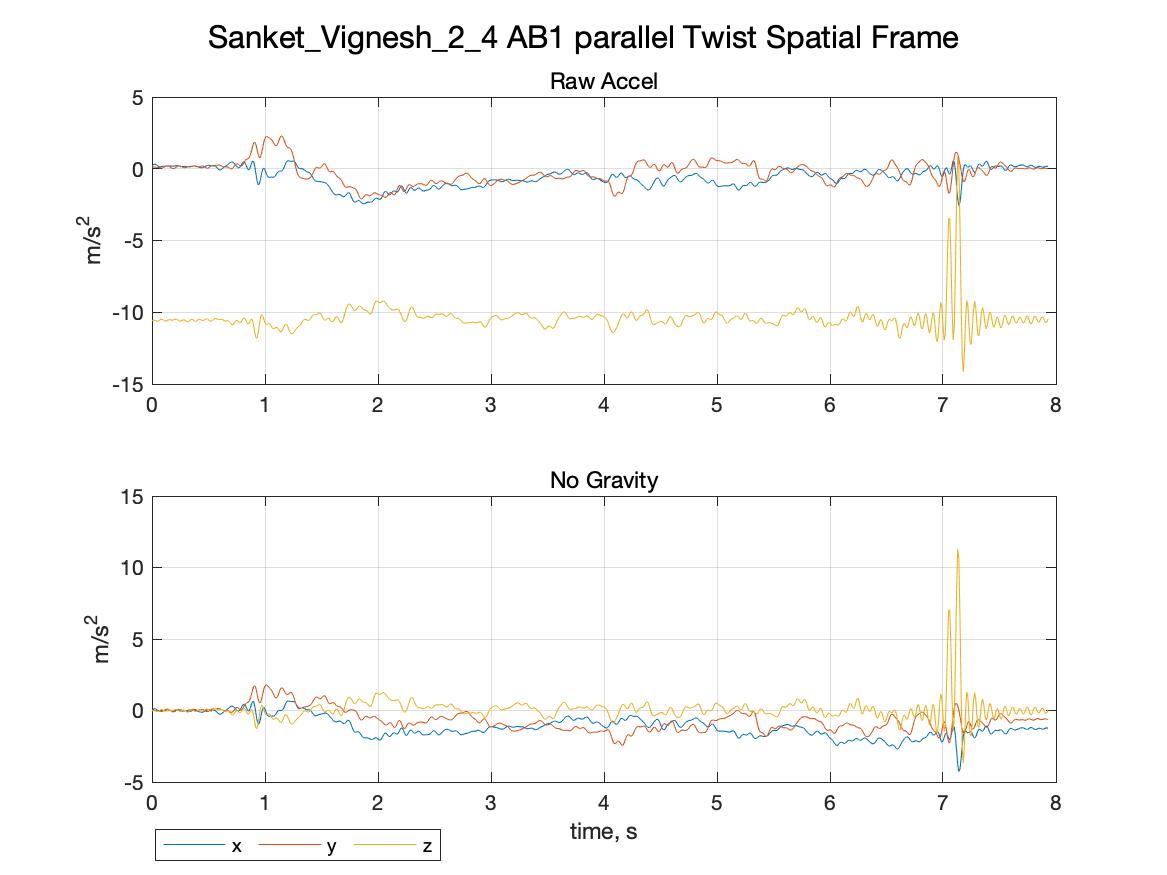 Sanket_Vignesh_2_4 AB1 parallel Twist Spatial Frame
Raw Accel
5
0
-5
-10
-15
m/s²
0 1 2 3 4 5 6 7 8
No Gravity
15
10
5
0
-5
m/s²
0 1 2 3 4 5 6 7 8
time, s
x y z